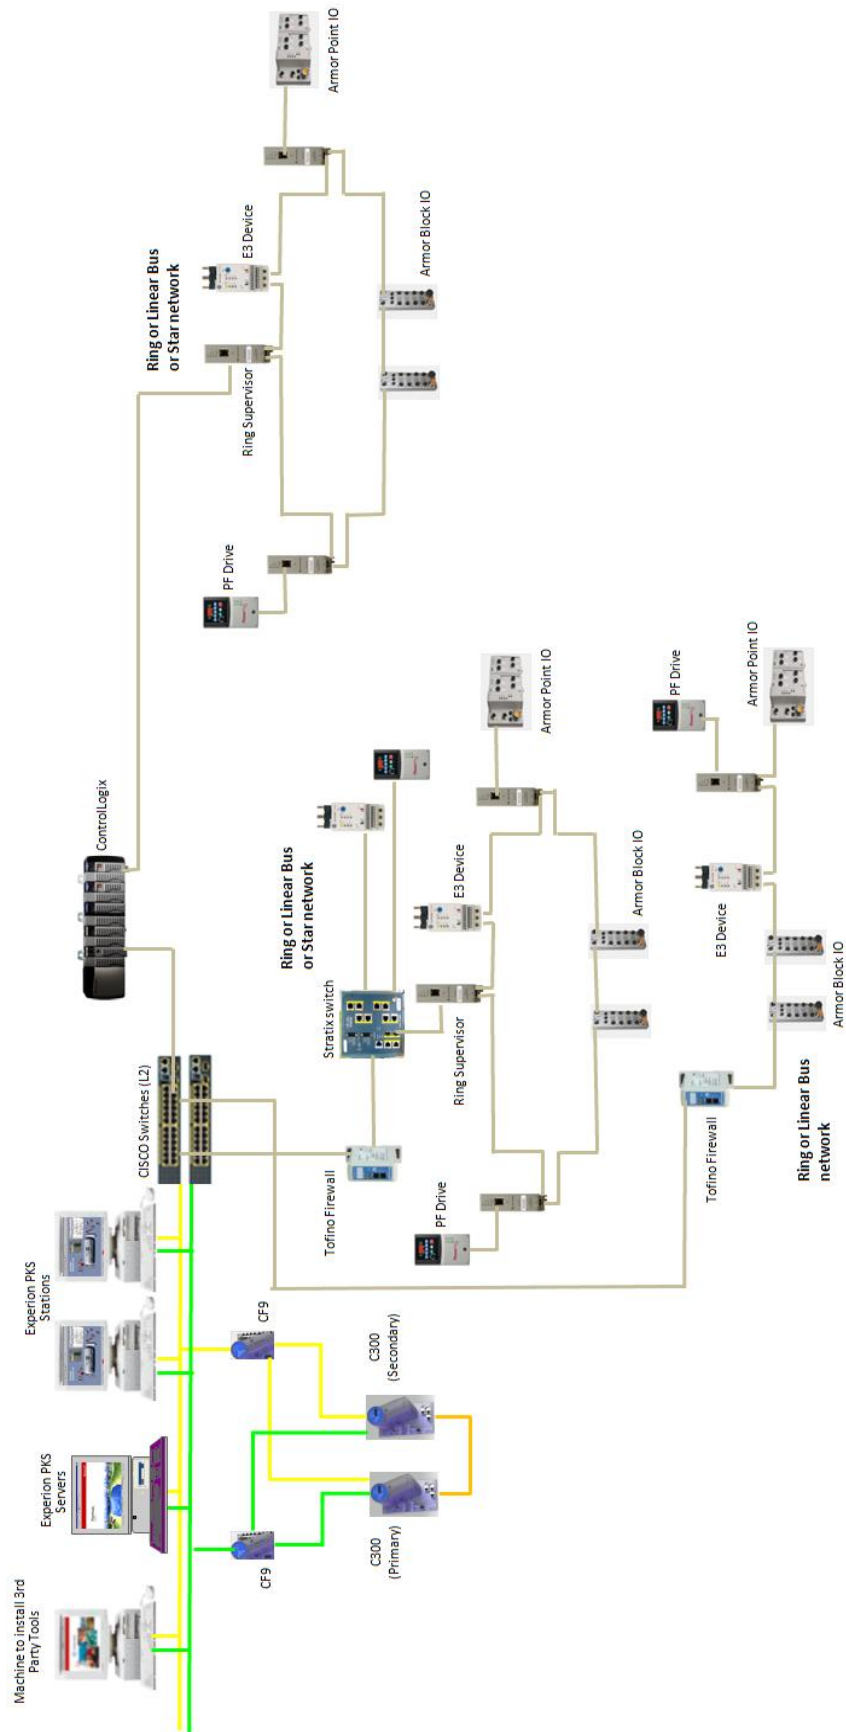 Machine to install 3rd
Party Tools
Experion PKS
Servers
Experion PKS
Stations
CISCO Switches (L2)
ControlLogix
CF9
CF9
C300
(Primary)
C300
(Secondary)
Tofino Firewall
Stratix switch
Ring or Linear Bus
or Star network
PF Drive
Ring Supervisor
E3 Device
Armor Block IO
Armor Point IO
Ring or Linear Bus
or Star network
PF Drive
Ring Supervisor
E3 Device
Armor Block IO
Armor Point IO
Tofino Firewall
Ring or Linear Bus
network
Armor Block IO
E3 Device
PF Drive
Armor Point IO